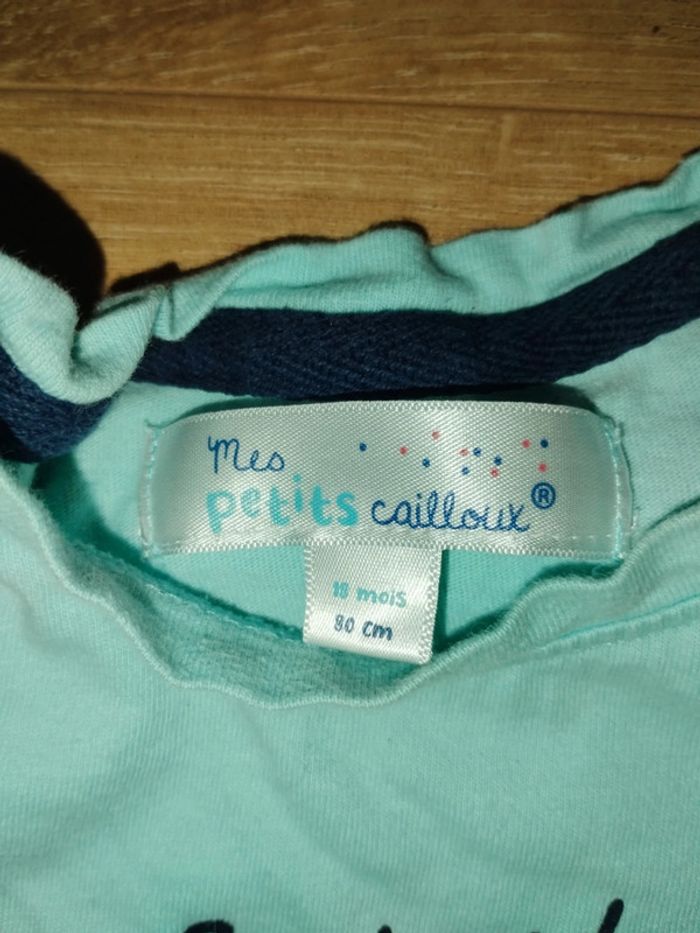 Mes
petits cailloux®
18 mois
80 cm